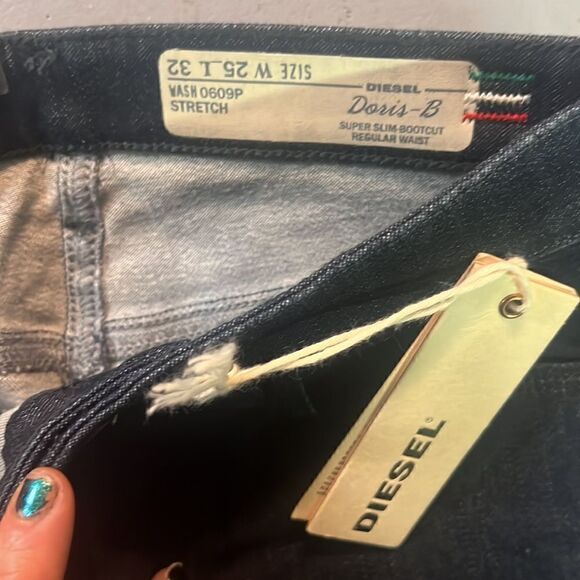 SIZE W 25 L 32
WASH 0609P
STRETCH
DIESEL
Doris-B
SUPER SLIM-BOOTCUT
REGULAR WAIST
DIESEL®